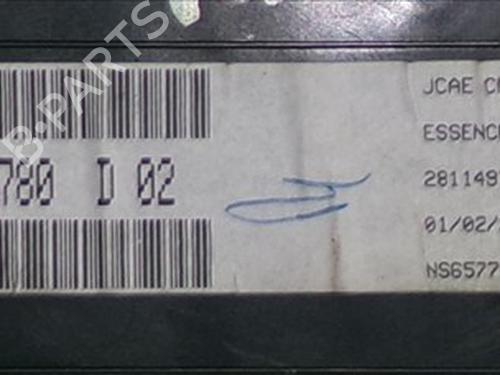 B-PARTS
780 D 02
JCAE C
ESSENC
281149
01/02/
NS6577